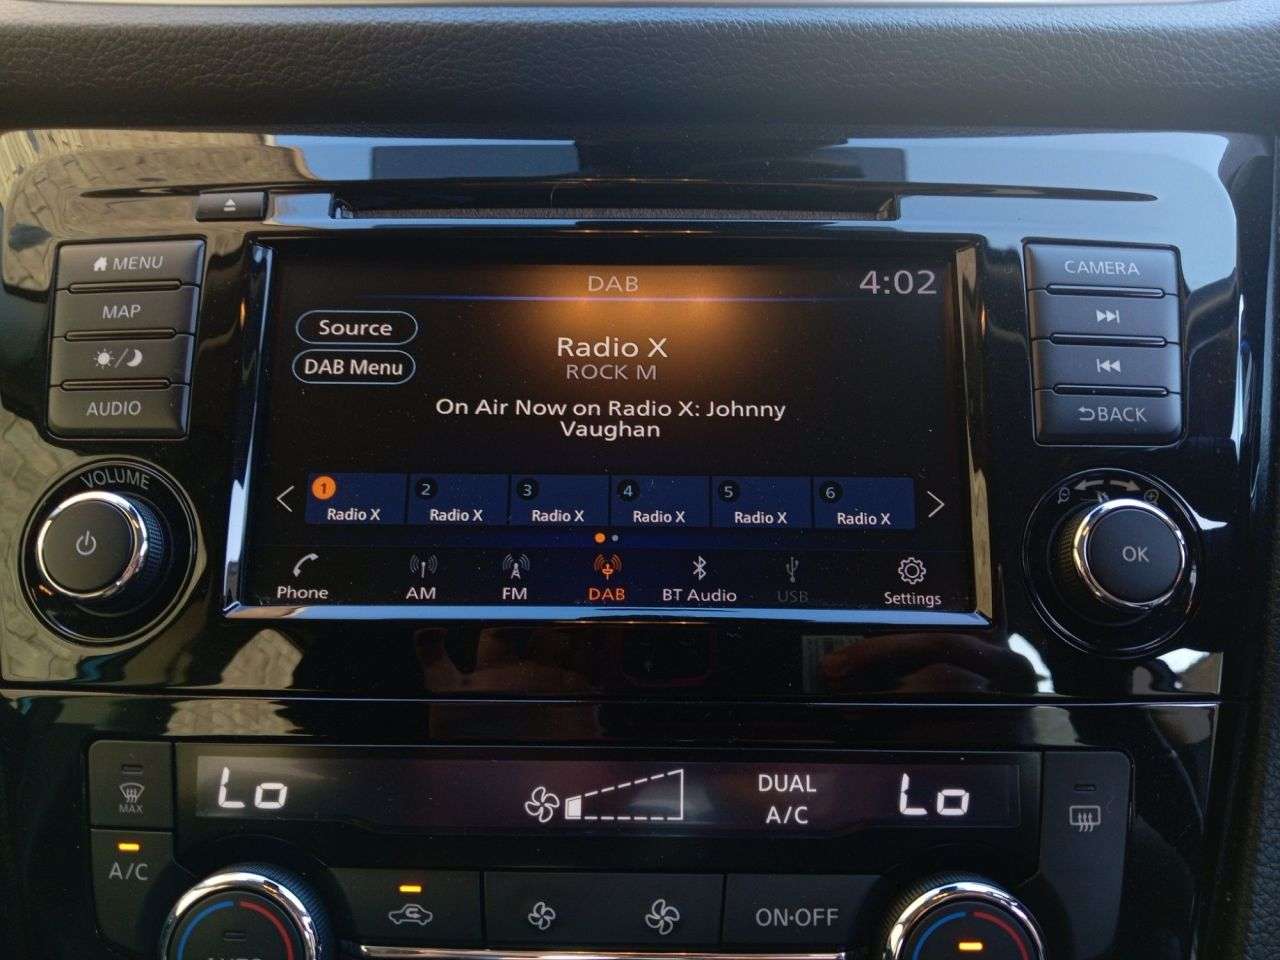 MENU
MAP
AUDIO
VOLUME
DAB
4:02
Source
DAB Menu
Radio X
ROCK M
On Air Now on Radio X: Johnny
Vaughan
1 2 3 4 5 6
Radio X Radio X Radio X Radio X Radio X Radio X
Phone AM FM DAB BT Audio USB Settings
CAMERA
BACK
OK
MAX
A/C
Lo
DUAL
A/C
Lo
ON·OFF
AUTO